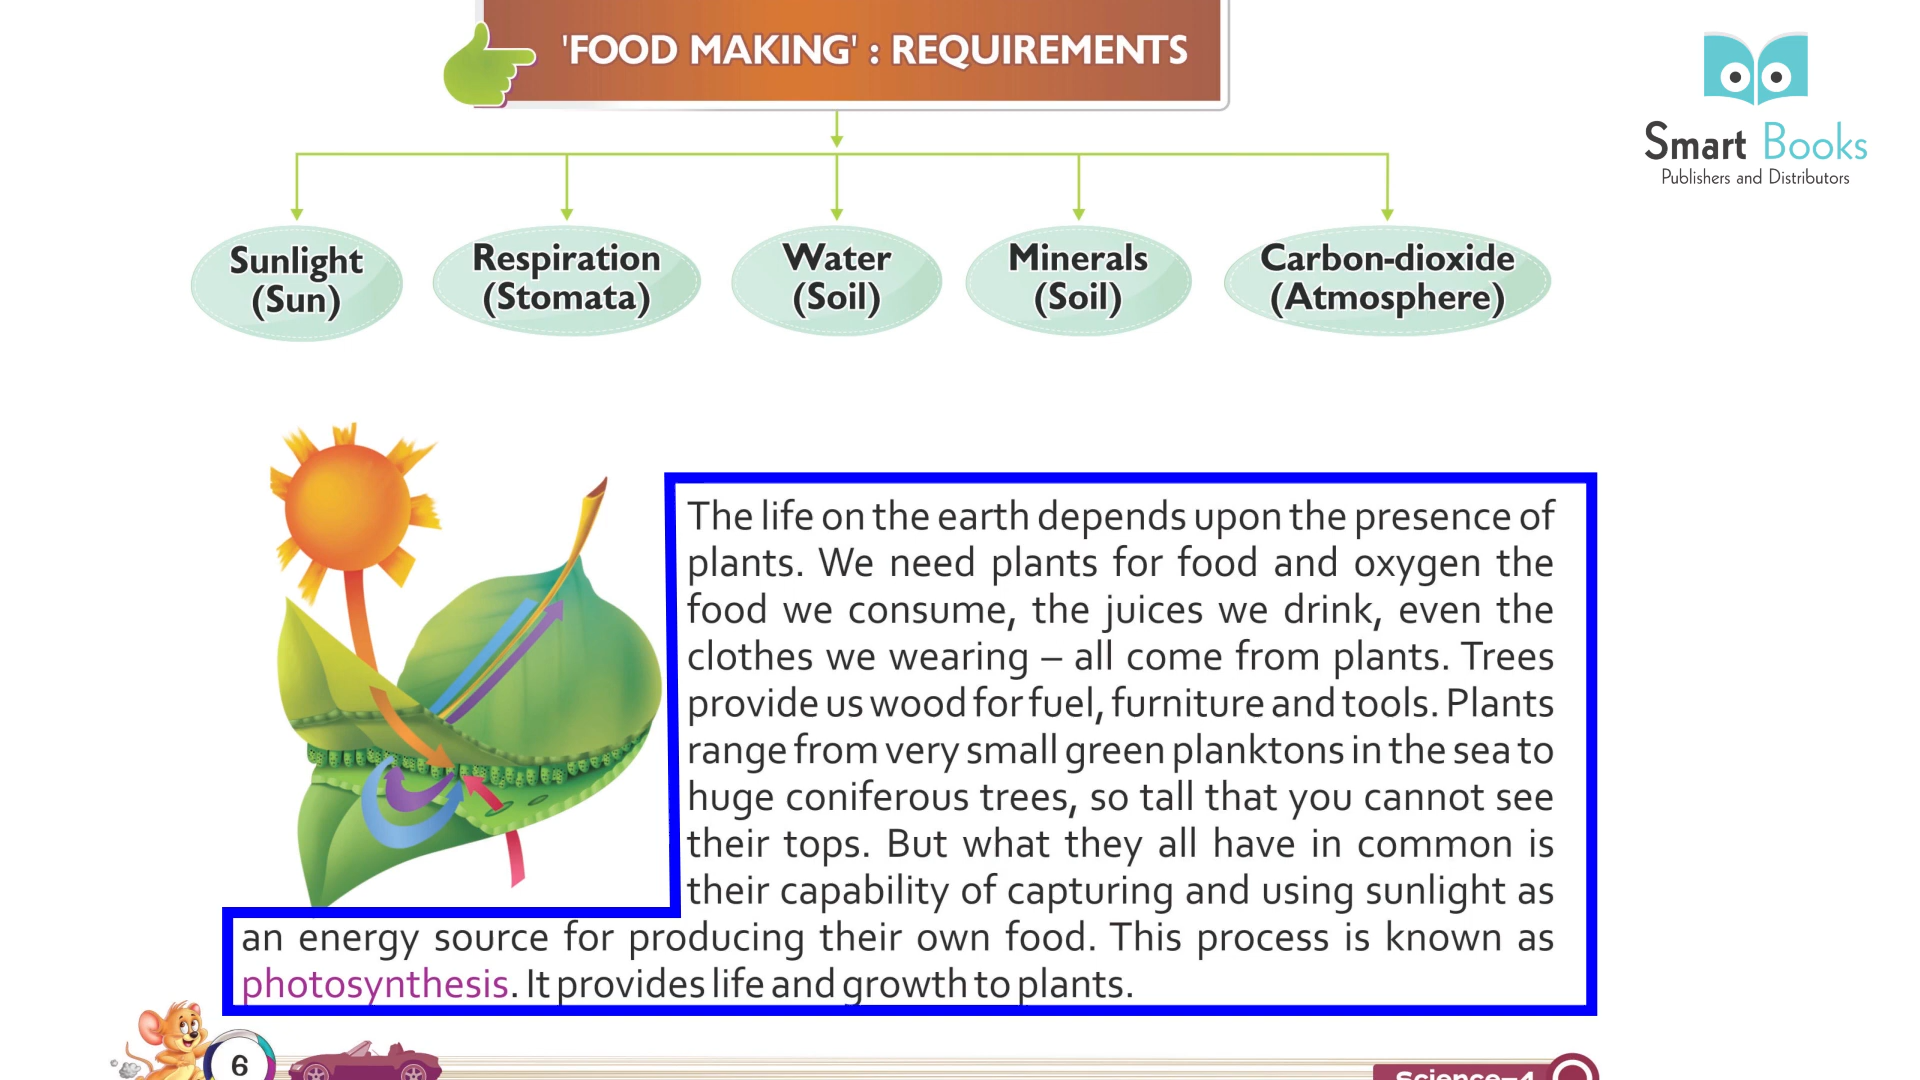 'FOOD MAKING' : REQUIREMENTS
Smart Books
Publishers and Distributors
Sunlight
(Sun)
Respiration
(Stomata)
Water
(Soil)
Minerals
(Soil)
Carbon-dioxide
(Atmosphere)
The life on the earth depends upon the presence of
plants. We need plants for food and oxygen the
food we consume, the juices we drink, even the
clothes we wearing – all come from plants. Trees
provide us wood for fuel, furniture and tools. Plants
range from very small green planktons in the sea to
huge coniferous trees, so tall that you cannot see
their tops. But what they all have in common is
their capability of capturing and using sunlight as
an energy source for producing their own food. This process is known as
photosynthesis. It provides life and growth to plants.
6
Science–4